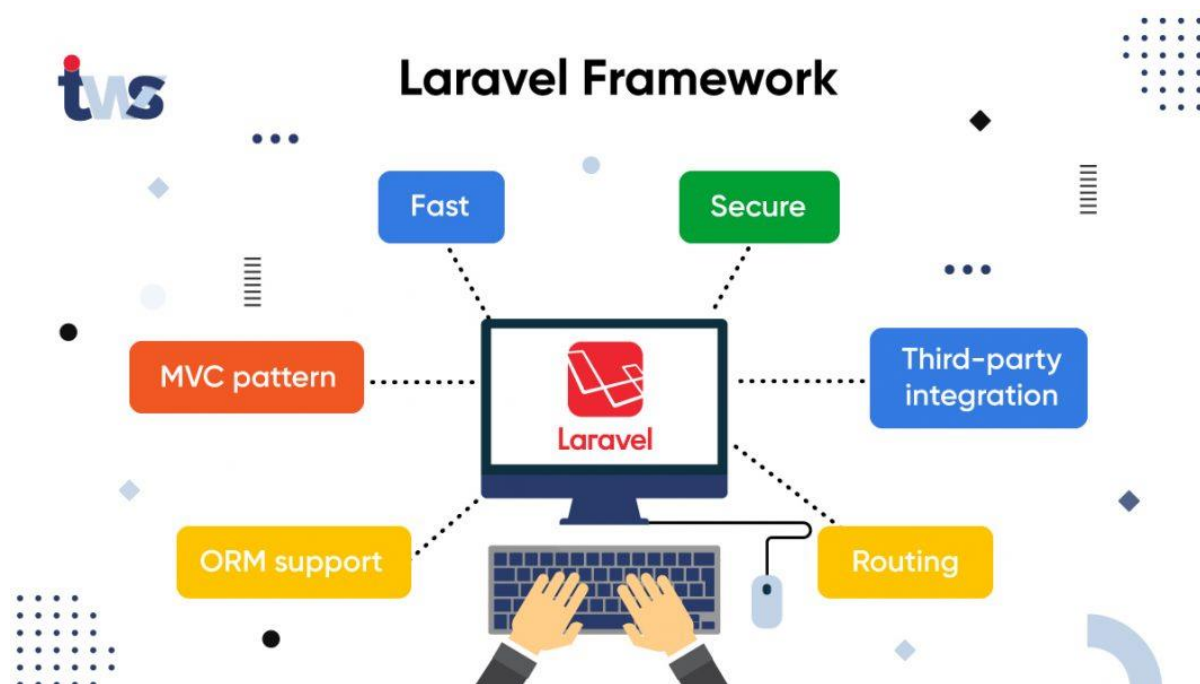 tws
Laravel Framework
Fast
Secure
MVC pattern
Third-party
integration
Laravel
ORM support
Routing